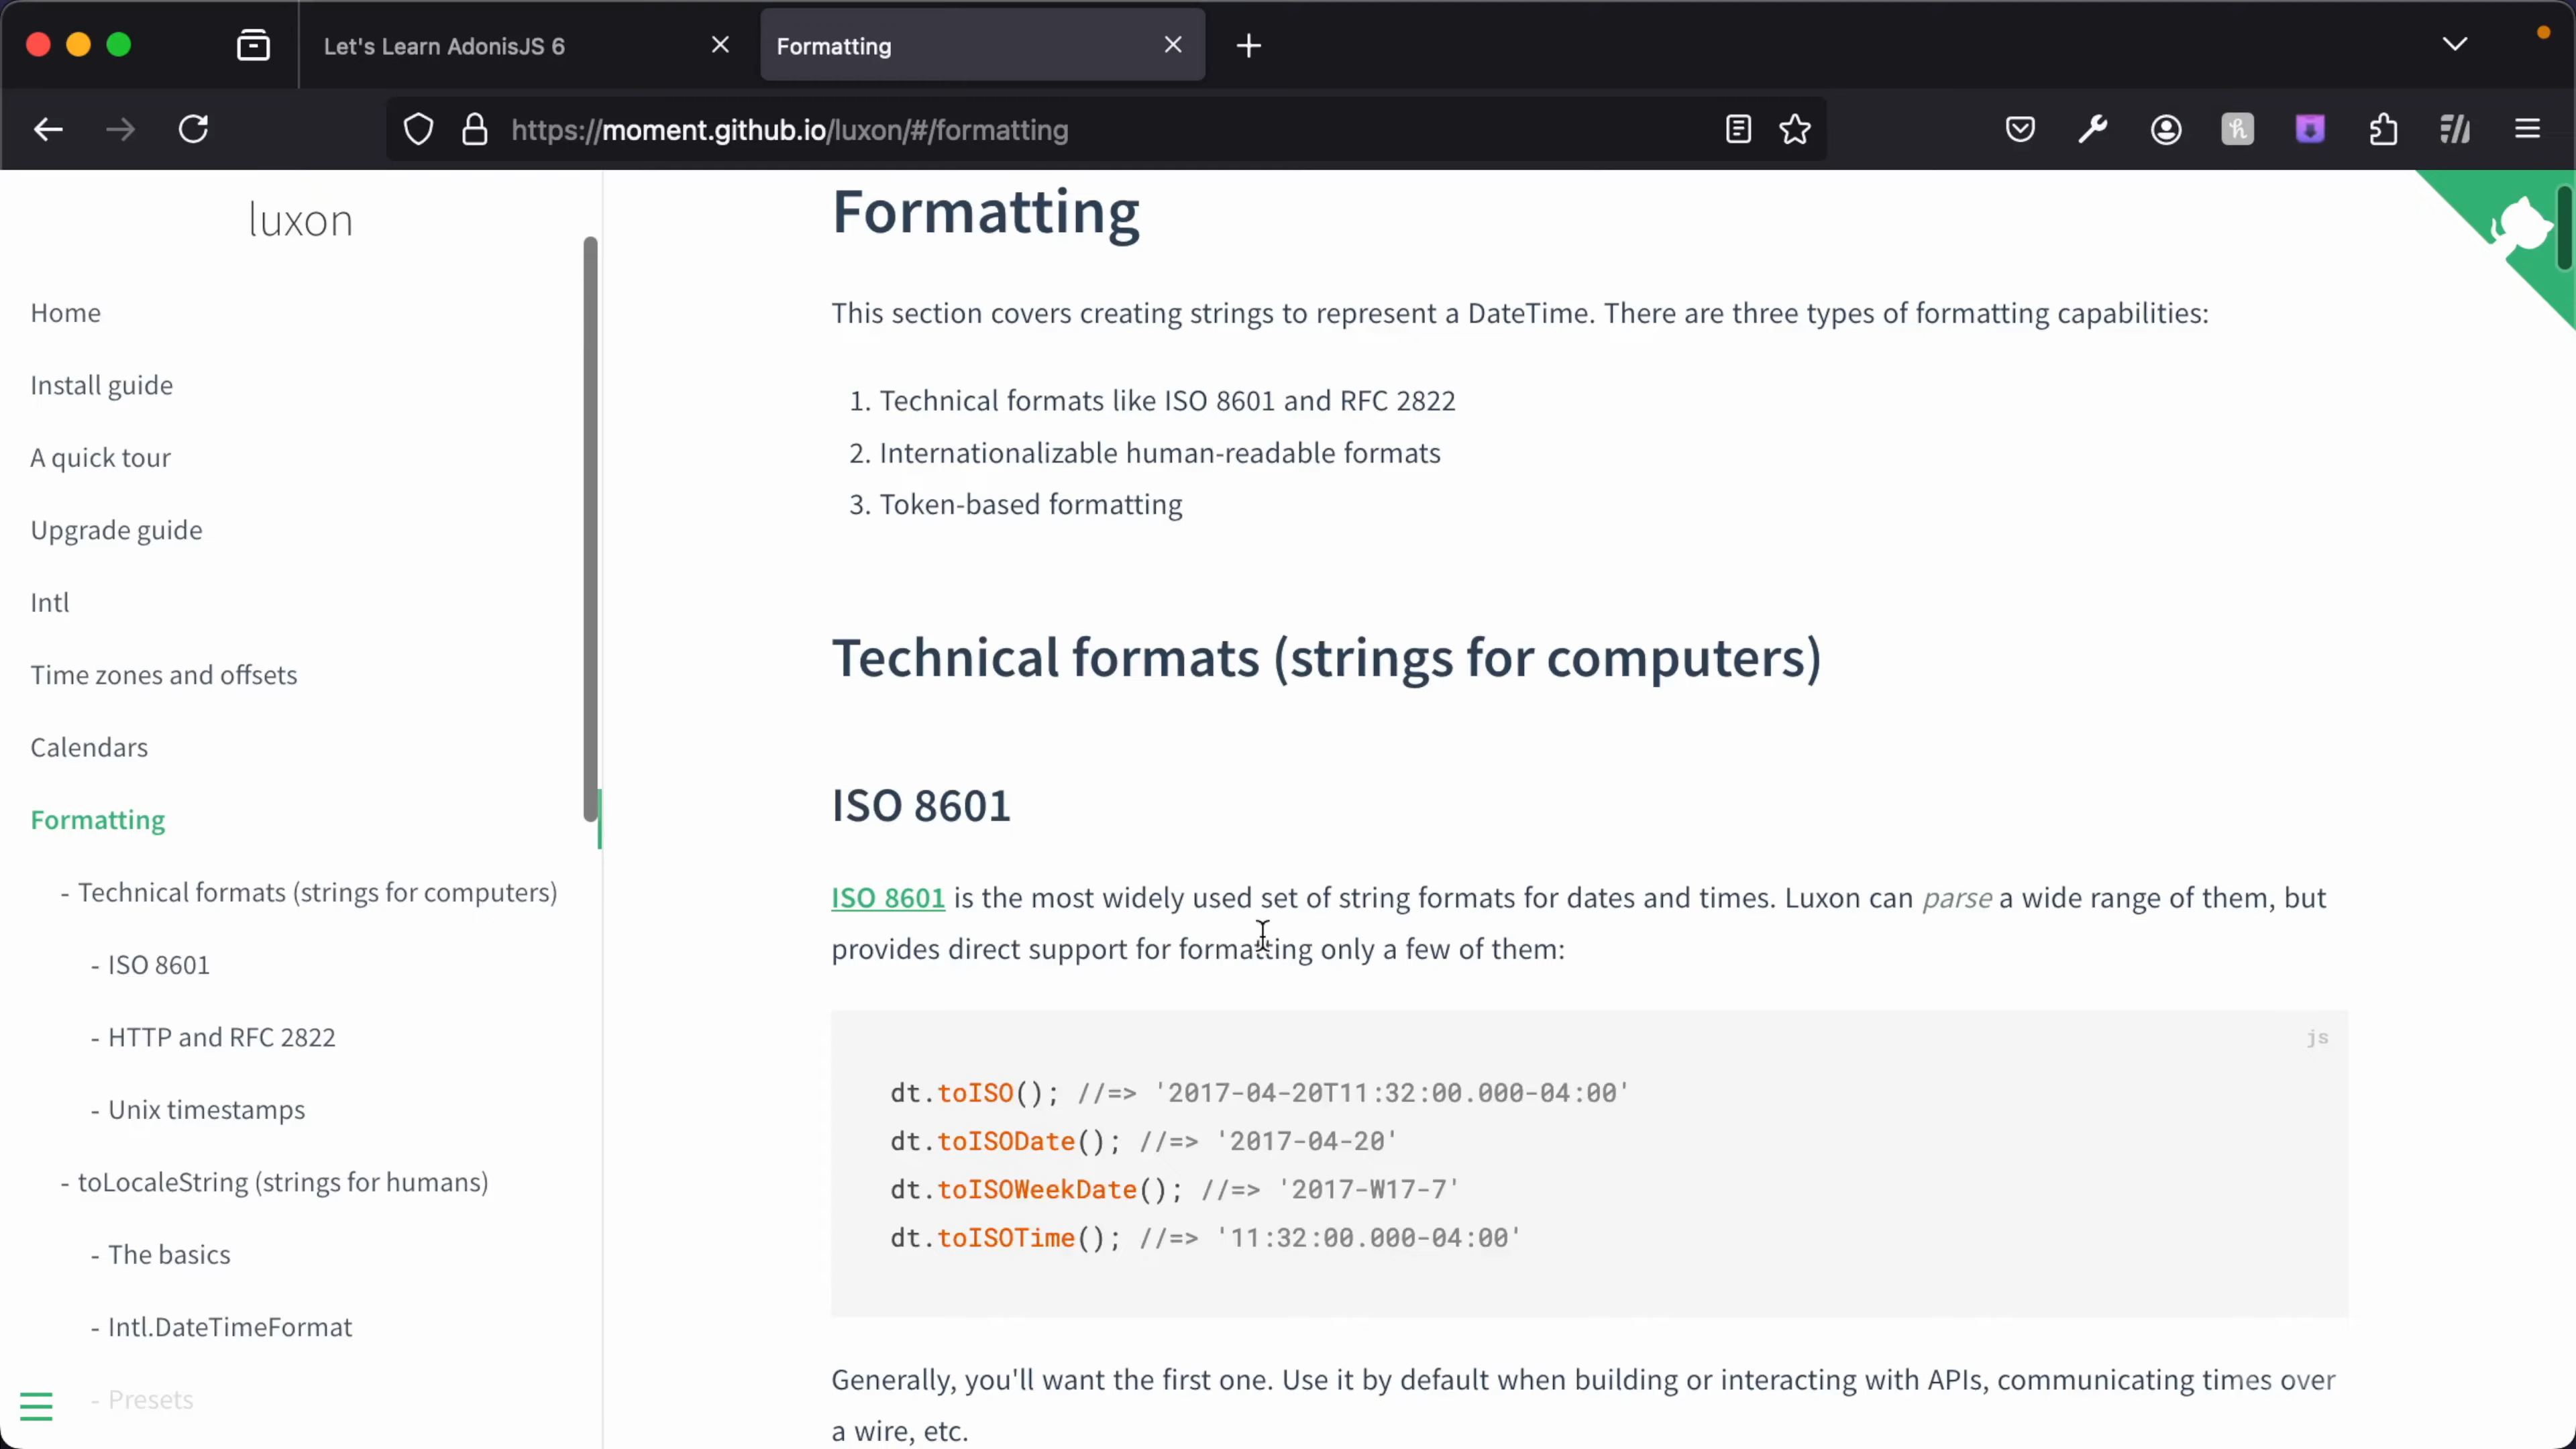 Let's Learn AdonisJS 6
Formatting
https://moment.github.io/luxon/#/formatting
luxon
Home
Install guide
A quick tour
Upgrade guide
Intl
Time zones and offsets
Calendars
Formatting
- Technical formats (strings for computers)
- ISO 8601
- HTTP and RFC 2822
- Unix timestamps
- toLocaleString (strings for humans)
- The basics
- Intl.DateTimeFormat
- Presets
Formatting
This section covers creating strings to represent a DateTime. There are three types of formatting capabilities:
1. Technical formats like ISO 8601 and RFC 2822
2. Internationalizable human-readable formats
3. Token-based formatting
Technical formats (strings for computers)
ISO 8601
ISO 8601 is the most widely used set of string formats for dates and times. Luxon can parse a wide range of them, but
provides direct support for formatting only a few of them:
js
dt.toISO(); //=> '2017-04-20T11:32:00.000-04:00'
dt.toISODate(); //=> '2017-04-20'
dt.toISOWeekDate(); //=> '2017-W17-7'
dt.toISOTime(); //=> '11:32:00.000-04:00'
Generally, you'll want the first one. Use it by default when building or interacting with APIs, communicating times over
a wire, etc.